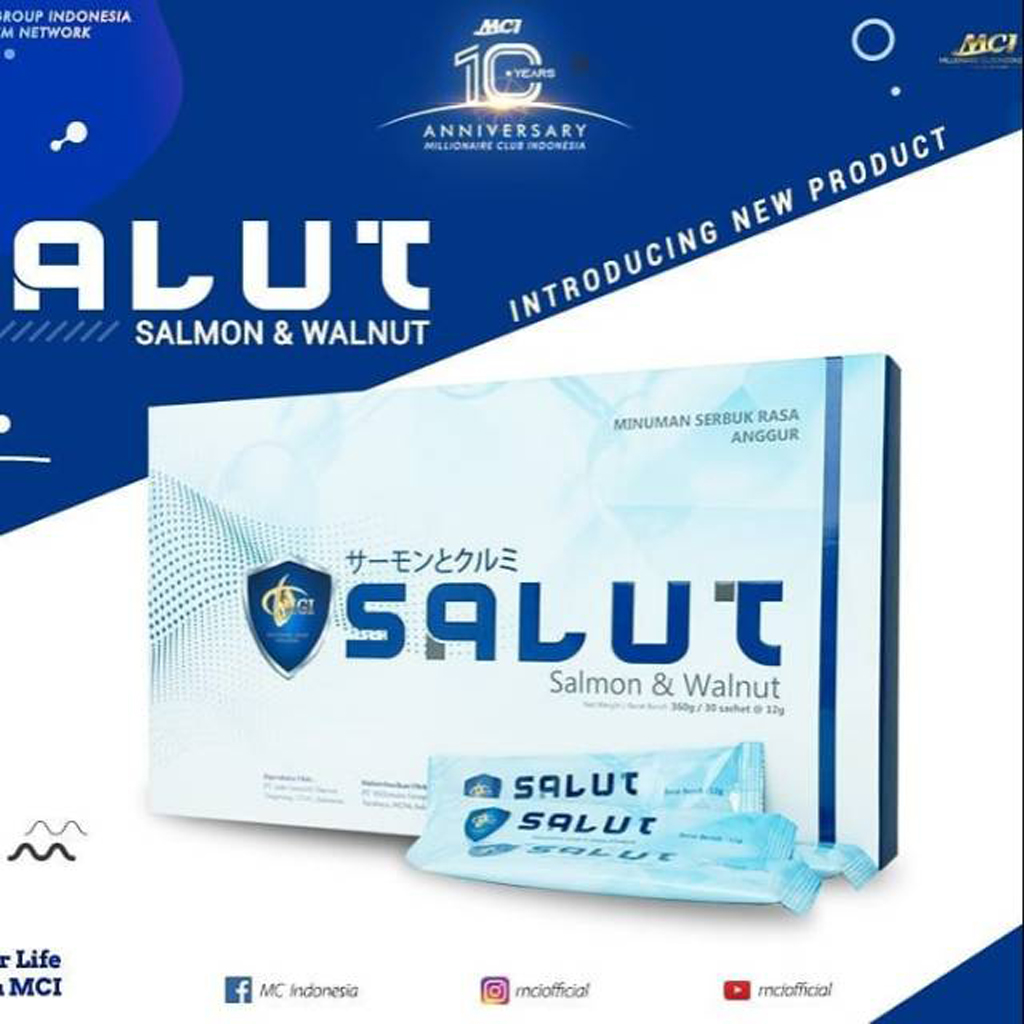 GROUP INDONESIA
M NETWORK
MCI
10 YEARS
ANNIVERSARY
MILLIONAIRE CLUB INDONESIA
MCI
INTRODUCING NEW PRODUCT
ALUT
SALMON & WALNUT
MINUMAN SERBUK RASA
ANGGUR
サーモンとクルミ
MCI
SALUT
Salmon & Walnut
360g / 30 sachet @ 12g
SALUT
SALUT
SALUT
r Life
MCI
MC Indonesia
mciofficial
mciofficial